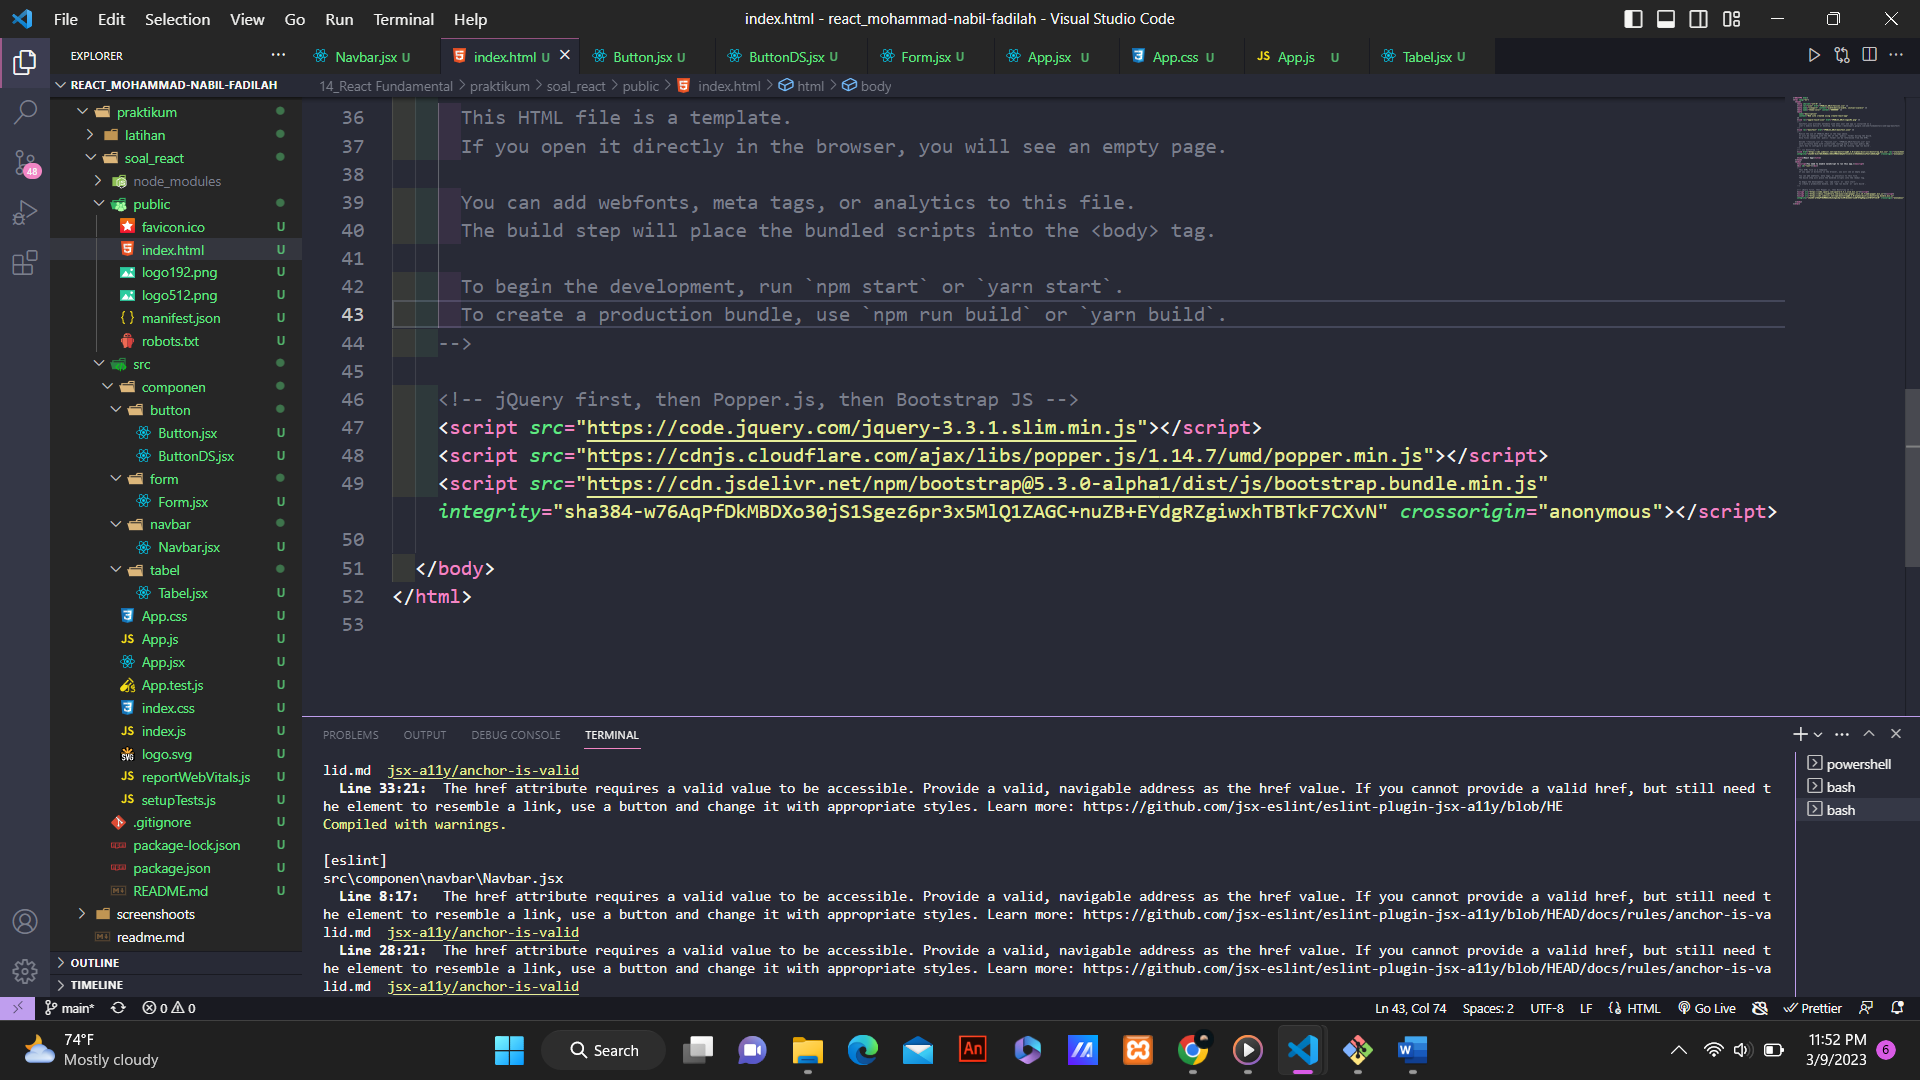 File Edit Selection View Go Run Terminal Help
index.html - react_mohammad-nabil-fadilah - Visual Studio Code
EXPLORER
REACT_MOHAMMAD-NABIL-FADILAH
praktikum
latihan
soal_react
node_modules
public
favicon.ico U
index.html U
logo192.png U
logo512.png U
manifest.json U
robots.txt U
src
componen
button
Button.jsx U
ButtonDS.jsx U
form
Form.jsx U
navbar
Navbar.jsx U
tabel
Tabel.jsx U
App.css U
App.js U
App.jsx U
App.test.js U
index.css U
index.js U
logo.svg U
reportWebVitals.js U
setupTests.js U
.gitignore U
package-lock.json U
package.json U
README.md U
screenshoots
readme.md
OUTLINE
TIMELINE
48
Navbar.jsx U index.html U Button.jsx U ButtonDS.jsx U Form.jsx U App.jsx U App.css U App.js U Tabel.jsx U
14_React Fundamental > praktikum > soal_react > public > index.html > html > body
36 This HTML file is a template.
37 If you open it directly in the browser, you will see an empty page.
38
39 You can add webfonts, meta tags, or analytics to this file.
40 The build step will place the bundled scripts into the <body> tag.
41
42 To begin the development, run `npm start` or `yarn start`.
43 To create a production bundle, use `npm run build` or `yarn build`.
44 -->
45
46 <!-- jQuery first, then Popper.js, then Bootstrap JS -->
47 <script src="https://code.jquery.com/jquery-3.3.1.slim.min.js"></script>
48 <script src="https://cdnjs.cloudflare.com/ajax/libs/popper.js/1.14.7/umd/popper.min.js"></script>
49 <script src="https://cdn.jsdelivr.net/npm/bootstrap@5.3.0-alpha1/dist/js/bootstrap.bundle.min.js"
integrity="sha384-w76AqPfDkMBDXo30jS1Sgez6pr3x5MlQ1ZAGC+nuZB+EYdgRZgiwxhTBTkF7CXvN" crossorigin="anonymous"></script>
50
51 </body>
52 </html>
53
PROBLEMS OUTPUT DEBUG CONSOLE TERMINAL
lid.md jsx-a11y/anchor-is-valid
Line 33:21: The href attribute requires a valid value to be accessible. Provide a valid, navigable address as the href value. If you cannot provide a valid href, but still need t
he element to resemble a link, use a button and change it with appropriate styles. Learn more: https://github.com/jsx-eslint/eslint-plugin-jsx-a11y/blob/HE
Compiled with warnings.
[eslint]
src\componen\navbar\Navbar.jsx
Line 8:17: The href attribute requires a valid value to be accessible. Provide a valid, navigable address as the href value. If you cannot provide a valid href, but still need t
he element to resemble a link, use a button and change it with appropriate styles. Learn more: https://github.com/jsx-eslint/eslint-plugin-jsx-a11y/blob/HEAD/docs/rules/anchor-is-va
lid.md jsx-a11y/anchor-is-valid
Line 28:21: The href attribute requires a valid value to be accessible. Provide a valid, navigable address as the href value. If you cannot provide a valid href, but still need t
he element to resemble a link, use a button and change it with appropriate styles. Learn more: https://github.com/jsx-eslint/eslint-plugin-jsx-a11y/blob/HEAD/docs/rules/anchor-is-va
lid.md jsx-a11y/anchor-is-valid
powershell
bash
bash
main* 0 0
Ln 43, Col 74 Spaces: 2 UTF-8 LF HTML Go Live Prettier
74°F
Mostly cloudy
Search
An
W
11:52 PM
3/9/2023
6